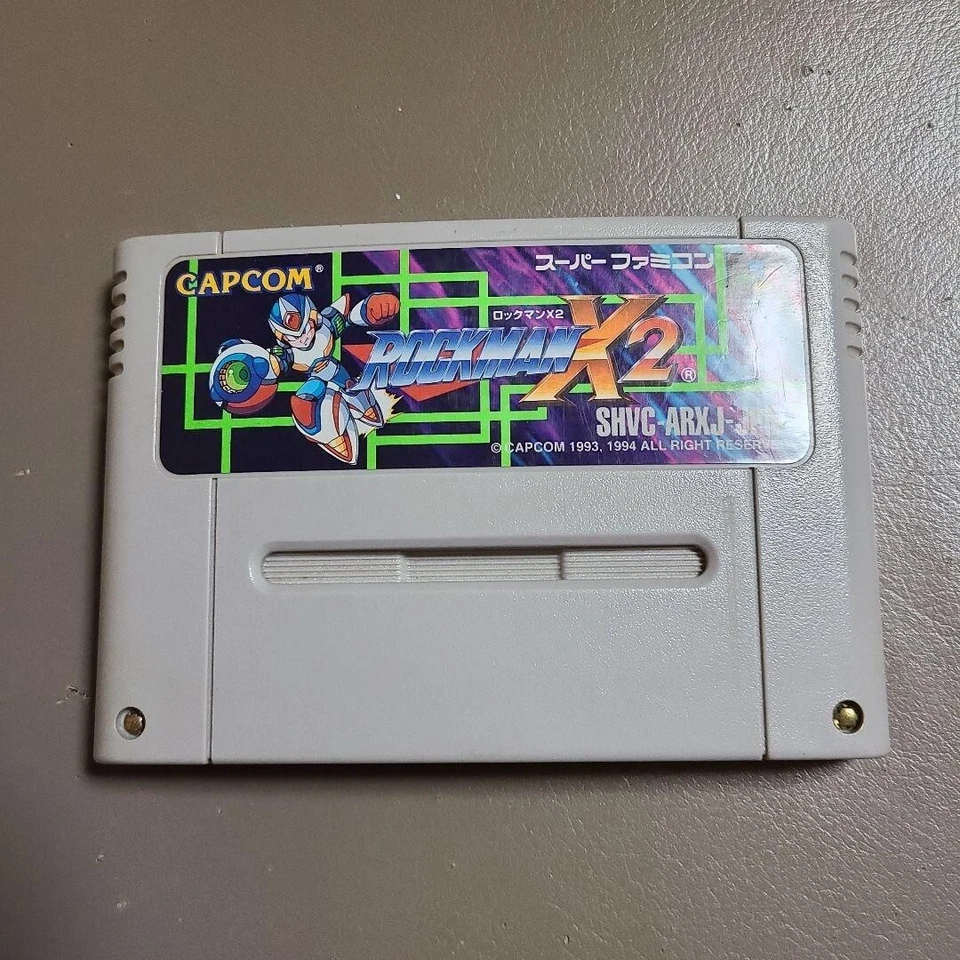 CAPCOM®
スーパーファミコン
ロックマンX2
ROCKMAN X2®
SHVC-ARXJ-
© CAPCOM 1993, 1994 ALL RIGHT